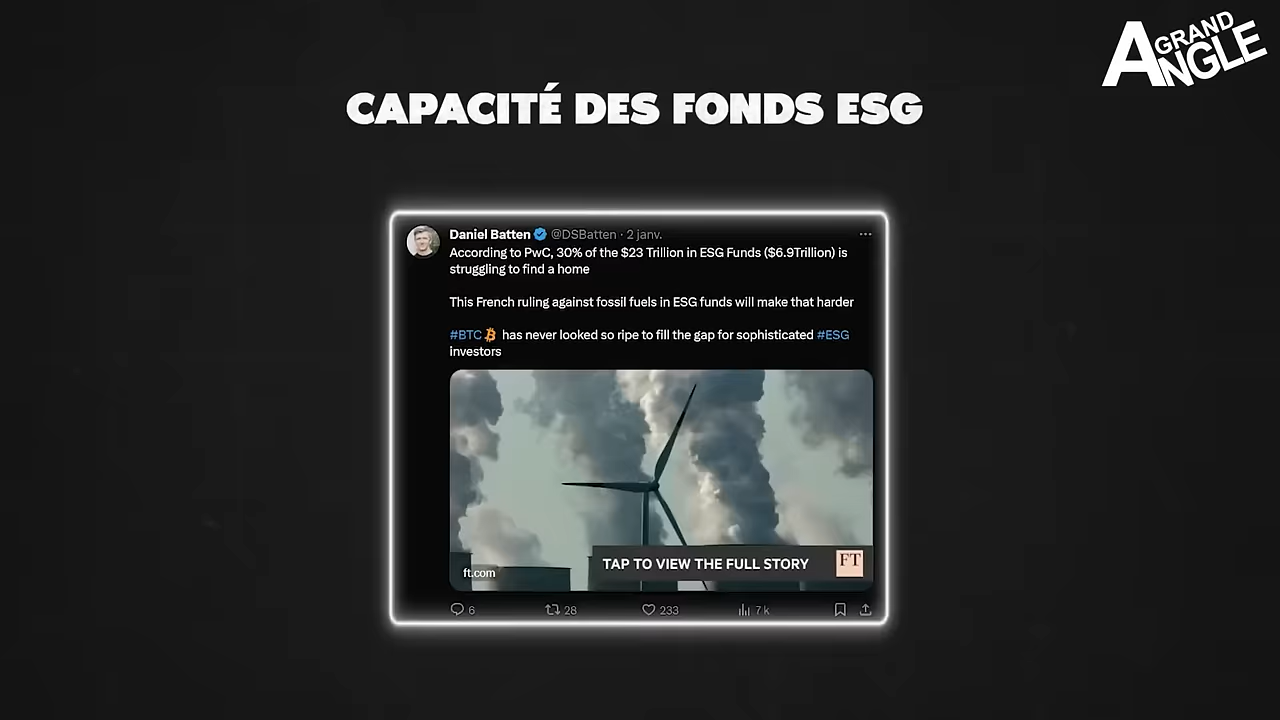 GRAND
ANGLE
CAPACITÉ DES FONDS ESG
Daniel Batten @DSBatten · 2 janv.
According to PwC, 30% of the $23 Trillion in ESG Funds ($6.9Trillion) is
struggling to find a home
This French ruling against fossil fuels in ESG funds will make that harder
#BTC has never looked so ripe to fill the gap for sophisticated #ESG
investors
TAP TO VIEW THE FULL STORY
FT
ft.com
6 28 233 7 k